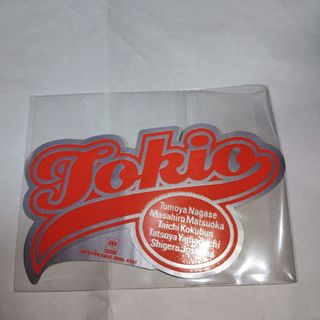 Tokio
Tomoya Nagase
Masahiro Matsuoka
Taichi Kokubun
Tatsuya Yamaguchi
Shigeru Joshima
NOT FOR SALE